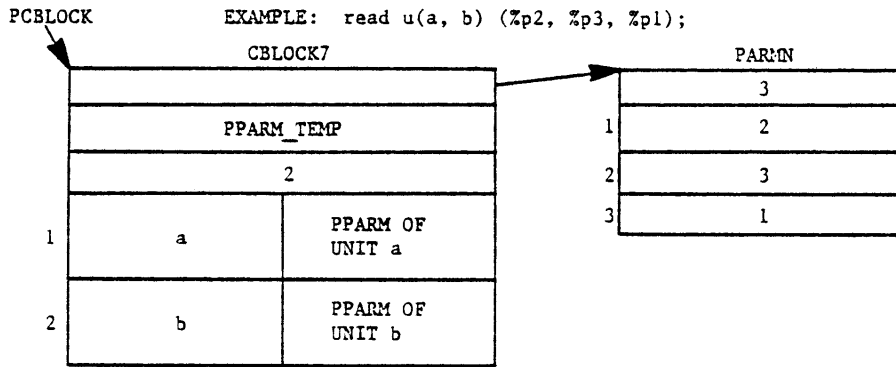 PCBLOCK
EXAMPLE: read u(a, b) (%p2, %p3, %p1);
CBLOCK7
PPARM_TEMP
2
1
a
PPARM OF
UNIT a
2
b
PPARM OF
UNIT b
PARMN
3
1
2
2
3
3
1